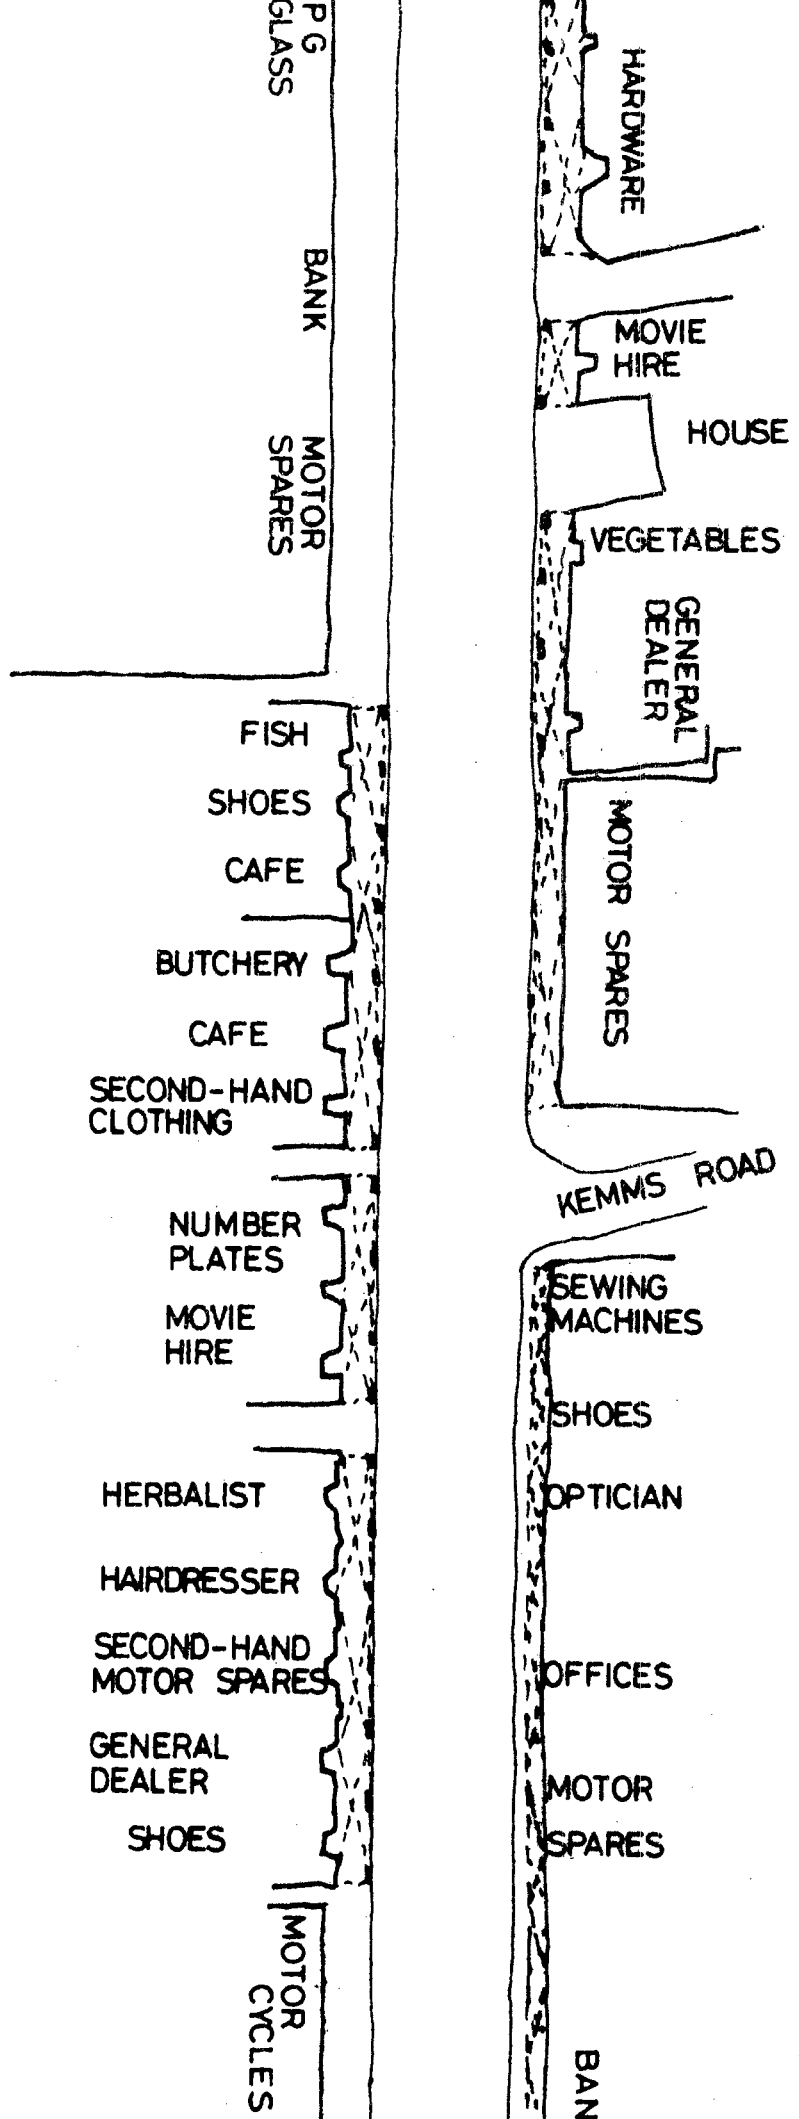 P G
GLASS
BANK
MOTOR
SPARES
FISH
SHOES
CAFE
BUTCHERY
CAFE
SECOND-HAND
CLOTHING
NUMBER
PLATES
MOVIE
HIRE
HERBALIST
HAIRDRESSER
SECOND-HAND
MOTOR SPARES
GENERAL
DEALER
SHOES
MOTOR
CYCLES
HARDWARE
MOVIE
HIRE
HOUSE
VEGETABLES
GENERAL
DEALER
MOTOR SPARES
KEMMS ROAD
SEWING
MACHINES
SHOES
OPTICIAN
OFFICES
MOTOR
SPARES
BAN